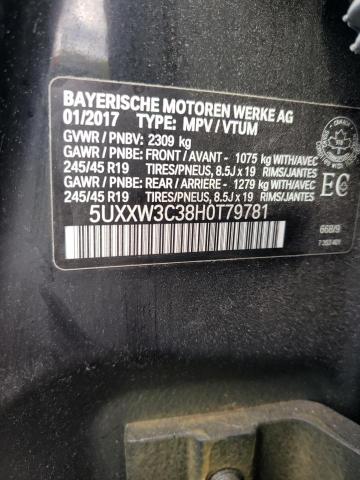 BAYERISCHE MOTOREN WERKE AG
01/2017 TYPE: MPV / VTUM
GVWR / PNBV: 2309 kg
GAWR / PNBE: FRONT / AVANT - 1075 kg WITH/AVEC
245/45 R19 TIRES/PNEUS, 8.5J x 19 RIMS/JANTES
GAWR / PNBE: REAR / ARRIERE - 1279 kg WITH/AVEC
245/45 R19 TIRES/PNEUS, 8.5J x 19 RIMS/JANTES
EC
5UXXW3C38H0T79781
668/9